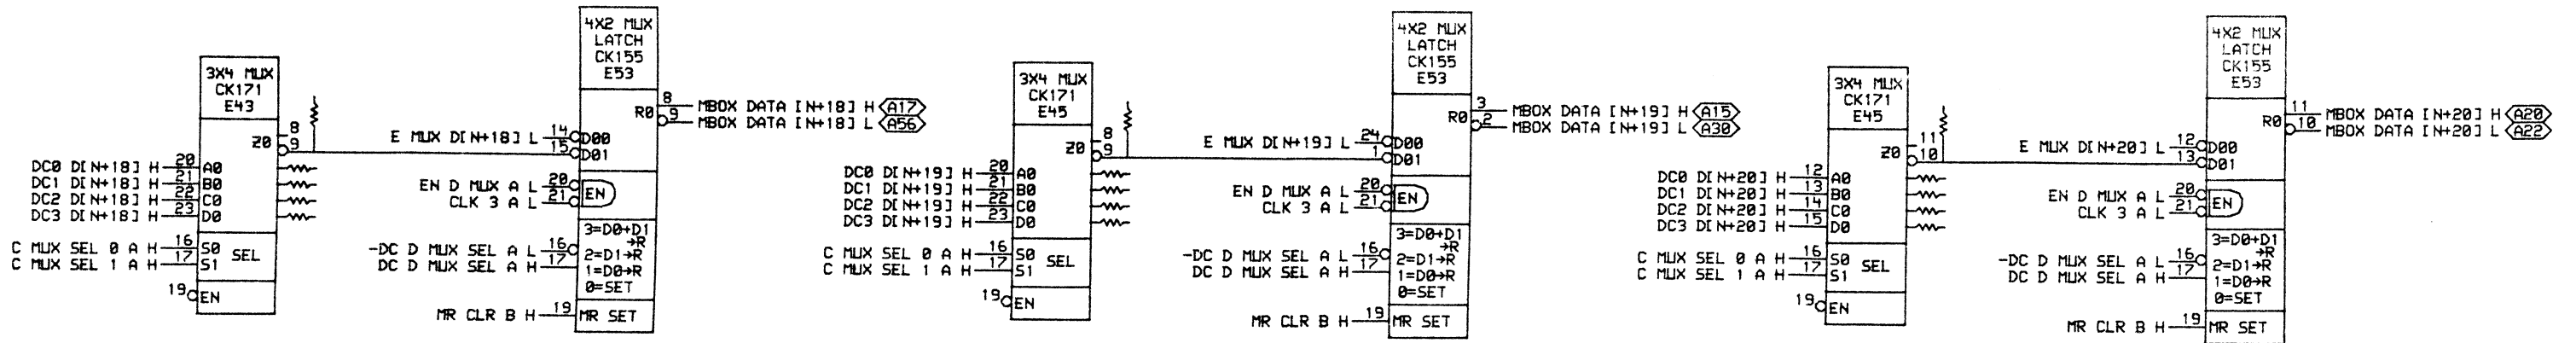 3X4 MUX
CK171
E43
Z0
8
9
DC0 D[N+18] H 20 A0
DC1 D[N+18] H 21 B0
DC2 D[N+18] H 22 C0
DC3 D[N+18] H 23 D0
C MUX SEL 0 A H 16 S0
C MUX SEL 1 A H 17 S1
SEL
19 EN
4X2 MUX
LATCH
CK155
E53
R0
8 MBOX DATA [N+18] H A17
9 MBOX DATA [N+18] L A56
E MUX D[N+18] L 14 D00
15 D01
EN D MUX A L 20
CLK 3 A L 21
EN
-DC D MUX SEL A L 16
DC D MUX SEL A H 17
3=D0+D1
→R
2=D1→R
1=D0→R
0=SET
MR CLR B H 19 MR SET
3X4 MUX
CK171
E45
Z0
8
9
DC0 D[N+19] H 20 A0
DC1 D[N+19] H 21 B0
DC2 D[N+19] H 22 C0
DC3 D[N+19] H 23 D0
C MUX SEL 0 A H 16 S0
C MUX SEL 1 A H 17 S1
SEL
19 EN
4X2 MUX
LATCH
CK155
E53
R0
3 MBOX DATA [N+19] H A15
2 MBOX DATA [N+19] L A30
E MUX D[N+19] L 24 D00
1 D01
EN D MUX A L 20
CLK 3 A L 21
EN
-DC D MUX SEL A L 16
DC D MUX SEL A H 17
3=D0+D1
→R
2=D1→R
1=D0→R
0=SET
MR CLR B H 19 MR SET
3X4 MUX
CK171
E45
Z0
11
10
DC0 D[N+20] H 12 A0
DC1 D[N+20] H 13 B0
DC2 D[N+20] H 14 C0
DC3 D[N+20] H 15 D0
C MUX SEL 0 A H 16 S0
C MUX SEL 1 A H 17 S1
SEL
19 EN
4X2 MUX
LATCH
CK155
E53
R0
11 MBOX DATA [N+20] H A20
10 MBOX DATA [N+20] L A22
E MUX D[N+20] L 12 D00
13 D01
EN D MUX A L 20
CLK 3 A L 21
EN
-DC D MUX SEL A L 16
DC D MUX SEL A H 17
3=D0+D1
→R
2=D1→R
1=D0→R
0=SET
MR CLR B H 19 MR SET